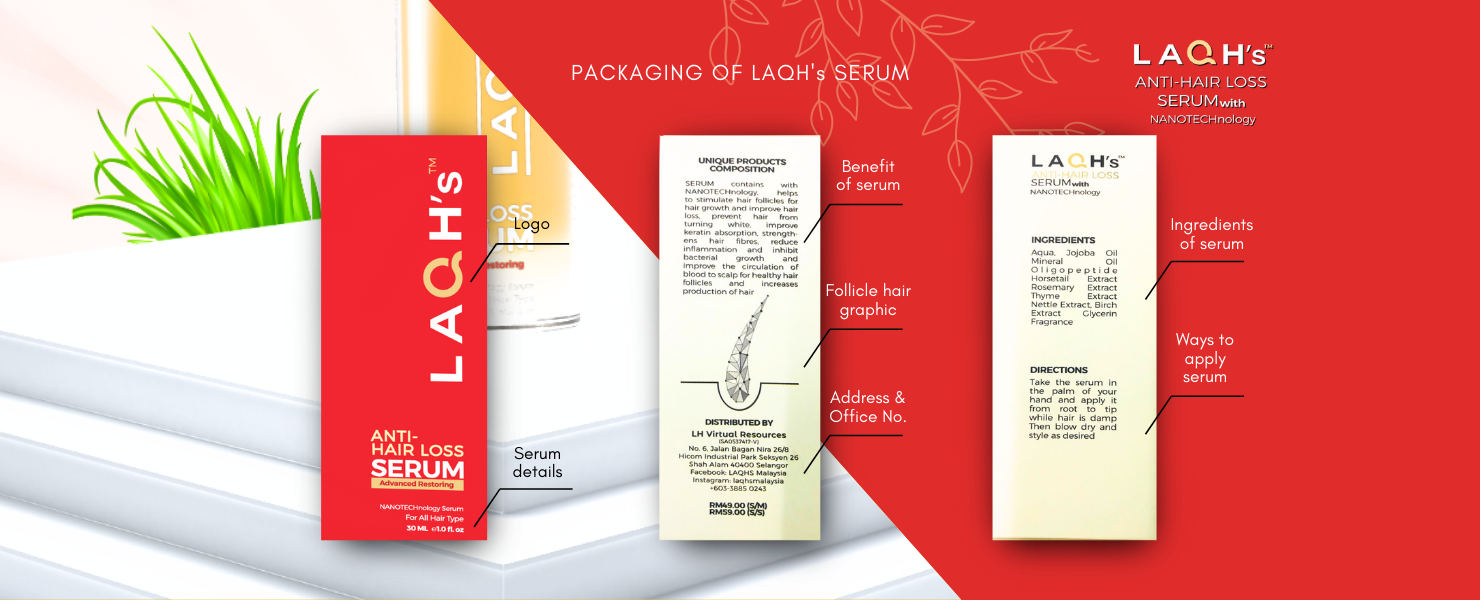 PACKAGING OF LAQH's SERUM
LAQH's™
ANTI-HAIR LOSS
SERUM with
NANOTECHnology
LAQH's™
ANTI-
HAIR LOSS
SERUM
Advanced Restoring
NANOTECHnology Serum
For All Hair Type
30 ML e1.0 fl. oz
Logo
Serum
details
LAQ
OSS
UM
storing
UNIQUE PRODUCTS
COMPOSITION
SERUM contains with
NANOTECHnology, helps
to stimulate hair follicles for
hair growth and improve hair
loss, prevent hair from
turning white, improve
keratin absorption, strength-
ens hair fibres, reduce
inflammation and inhibit
bacterial growth and
improve the circulation of
blood to scalp for healthy hair
follicles and increases
production of hair
DISTRIBUTED BY
LH Virtual Resources
(SA0537417-V)
No. 6, Jalan Bagan Nira 26/8
Hicom Industrial Park Seksyen 26
Shah Alam 40400 Selangor
Facebook: LAQHS Malaysia
Instagram: laqhsmalaysia
+603-3885 0243
RM49.00 (S/M)
RM59.00 (S/S)
Benefit
of serum
Follicle hair
graphic
Address &
Office No.
LAQH's™
ANTI-HAIR LOSS
SERUM with
NANOTECHnology
INGREDIENTS
Aqua, Jojoba Oil
Mineral Oil
Oligopeptide
Horsetail Extract
Rosemary Extract
Thyme Extract
Nettle Extract, Birch
Extract Glycerin
Fragrance
DIRECTIONS
Take the serum in
the palm of your
hand and apply it
from root to tip
while hair is damp
Then blow dry and
style as desired
Ingredients
of serum
Ways to
apply
serum